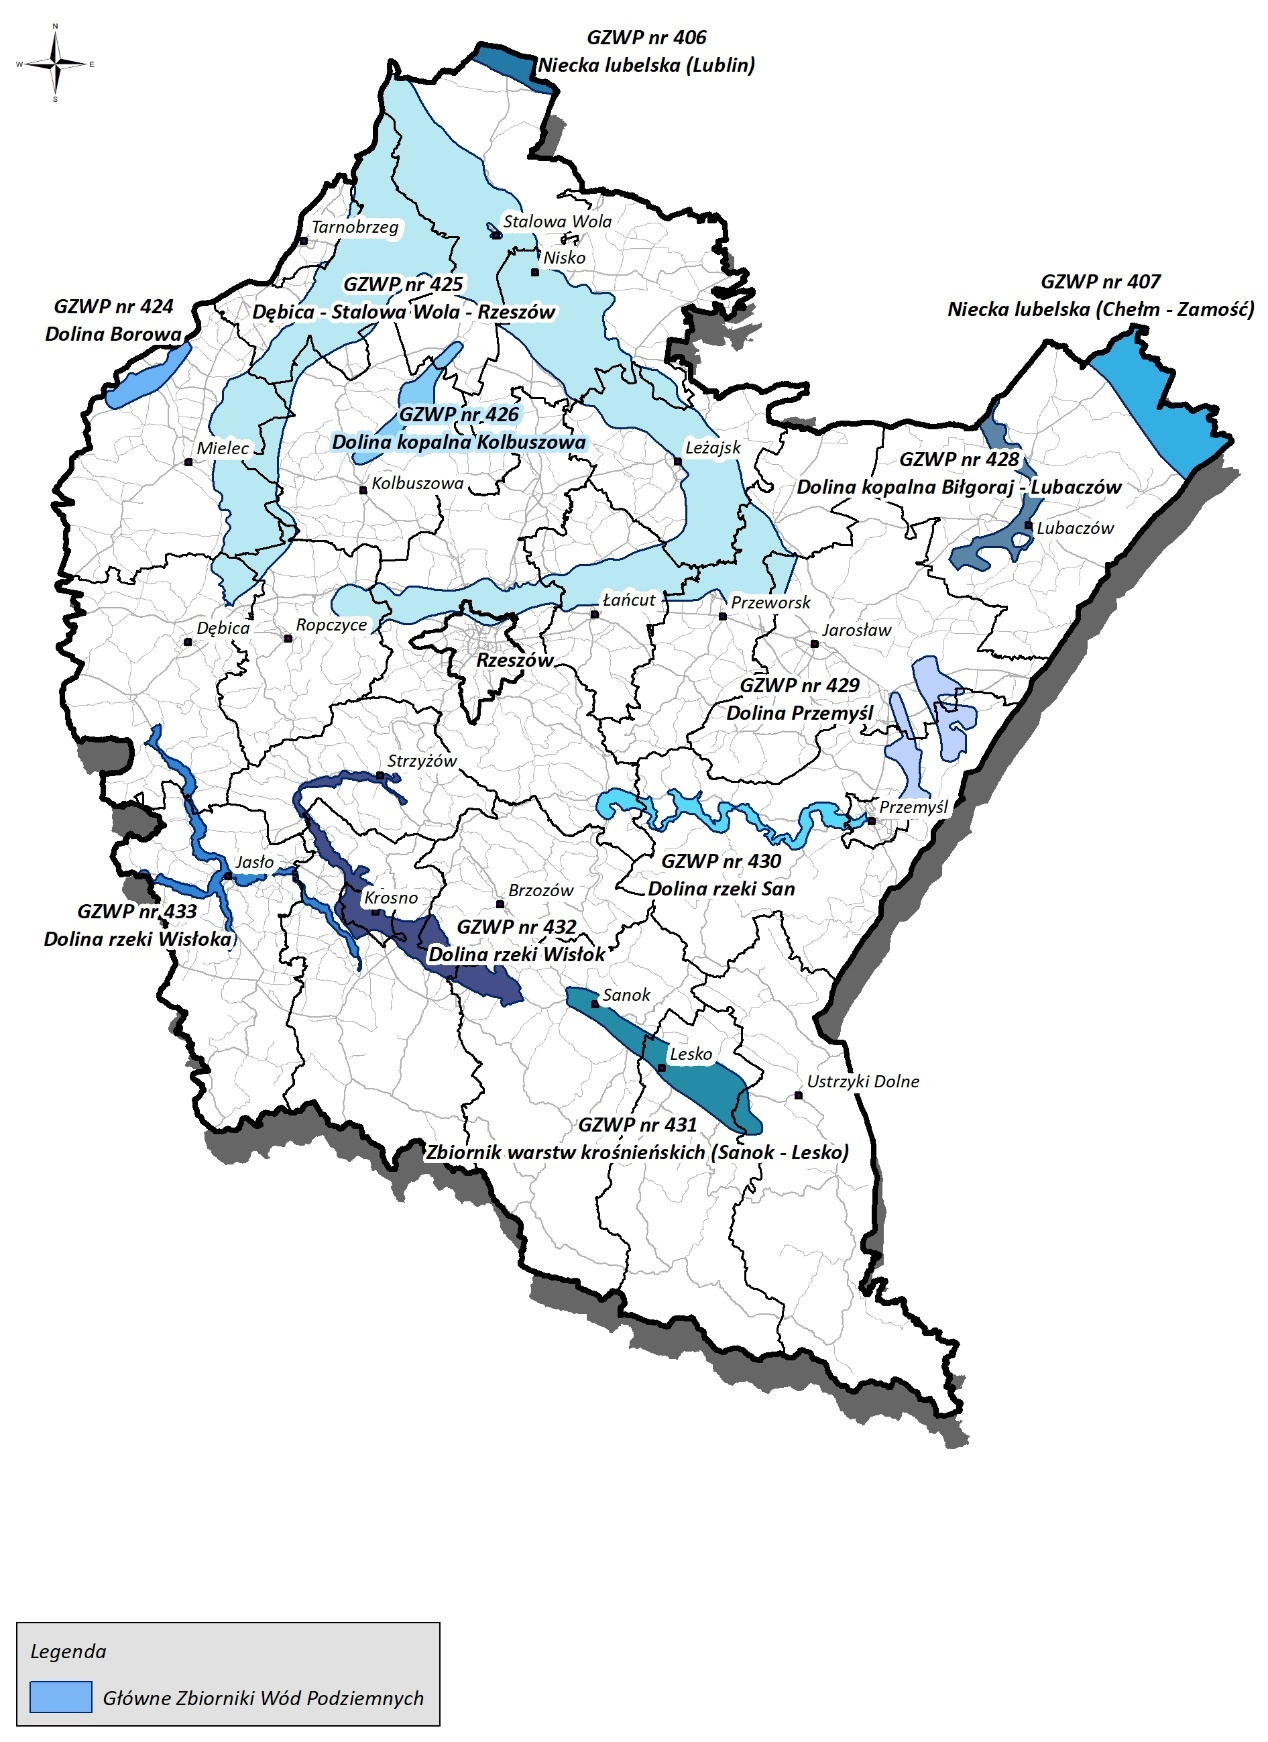 N
W
E
S
GZWP nr 406
Niecka lubelska (Lublin)
Tarnobrzeg
Stalowa Wola
Nisko
GZWP nr 425
Dębica - Stalowa Wola - Rzeszów
GZWP nr 407
Niecka lubelska (Chełm - Zamość)
GZWP nr 424
Dolina Borowa
GZWP nr 426
Dolina kopalna Kolbuszowa
Mielec
Kolbuszowa
Leżajsk
GZWP nr 428
Dolina kopalna Biłgoraj - Lubaczów
Lubaczów
Dębica
Ropczyce
Łańcut
Przeworsk
Jarosław
Rzeszów
GZWP nr 429
Dolina Przemyśl
Strzyżów
Przemyśl
Jasło
GZWP nr 430
Dolina rzeki San
Krosno
Brzozów
GZWP nr 433
Dolina rzeki Wisłoka
GZWP nr 432
Dolina rzeki Wisłok
Sanok
Lesko
Ustrzyki Dolne
GZWP nr 431
Zbiornik warstw krośnieńskich (Sanok - Lesko)
Legenda
Główne Zbiorniki Wód Podziemnych